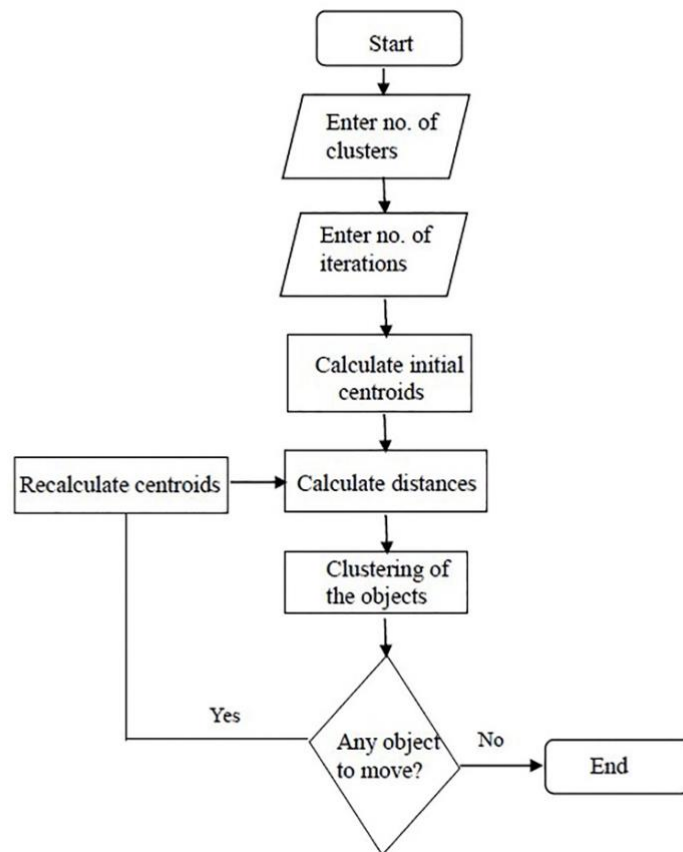 Start
Enter no. of
clusters
Enter no. of
iterations
Calculate initial
centroids
Recalculate centroids
Calculate distances
Clustering of
the objects
Yes
Any object
to move?
No
End